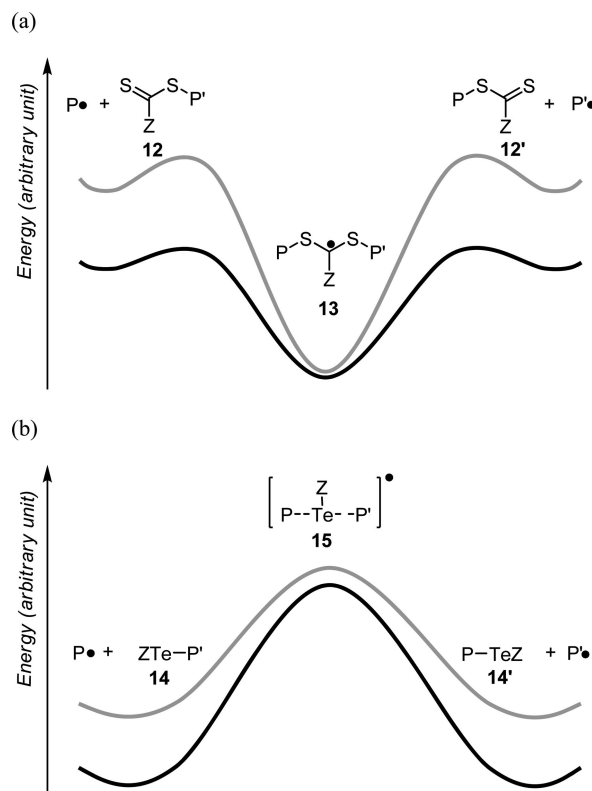 (a)
Energy (arbitrary unit)
P● + S S P' Z
12
P S S Z + P'●
12'
P S ● S P' Z
13
(b)
Energy (arbitrary unit)
[ Z P--Te--P' ] ●
15
P● + ZTe–P'
14
P–TeZ + P'●
14'